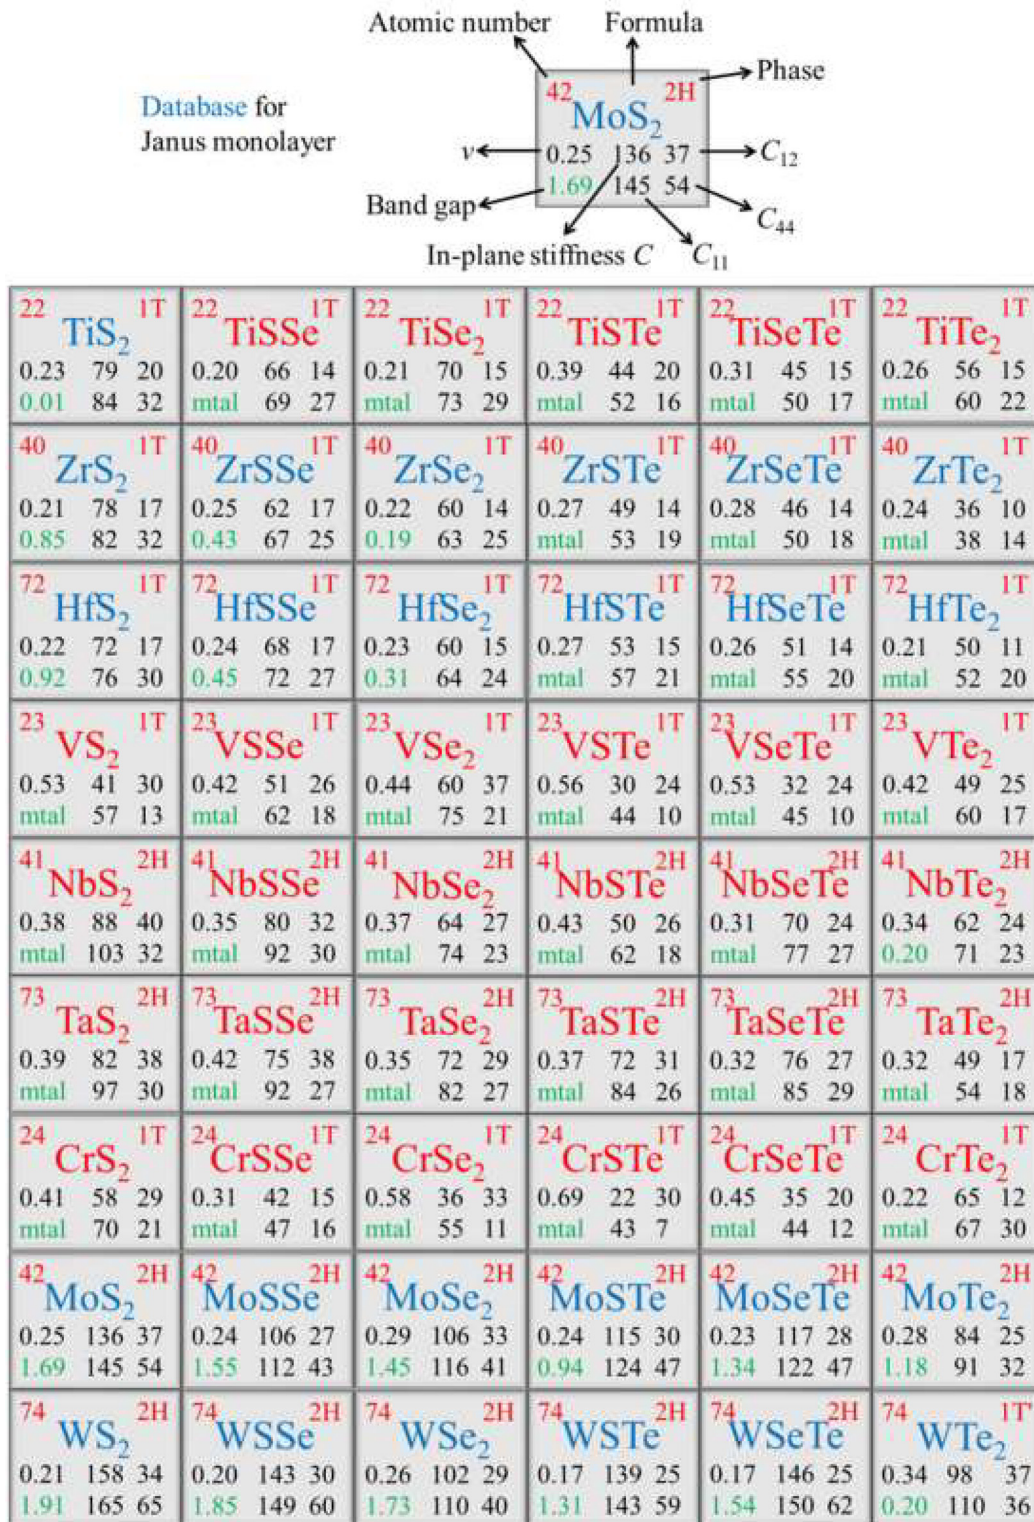 Atomic number Formula
Phase
Database for
Janus monolayer
42 2H
MoS2
0.25 136 37
1.69 145 54
ν
C12
Band gap
C44
In-plane stiffness C C11
22 1T 22 1T 22 1T 22 1T 22 1T 22 1T
TiS2 TiSSe TiSe2 TiSTe TiSeTe TiTe2
0.23 79 20 0.20 66 14 0.21 70 15 0.39 44 20 0.31 45 15 0.26 56 15
0.01 84 32 mtal 69 27 mtal 73 29 mtal 52 16 mtal 50 17 mtal 60 22
40 1T 40 1T 40 1T 40 1T 40 1T 40 1T
ZrS2 ZrSSe ZrSe2 ZrSTe ZrSeTe ZrTe2
0.21 78 17 0.25 62 17 0.22 60 14 0.27 49 14 0.28 46 14 0.24 36 10
0.85 82 32 0.43 67 25 0.19 63 25 mtal 53 19 mtal 50 18 mtal 38 14
72 1T 72 1T 72 1T 72 1T 72 1T 72 1T
HfS2 HfSSe HfSe2 HfSTe HfSeTe HfTe2
0.22 72 17 0.24 68 17 0.23 60 15 0.27 53 15 0.26 51 14 0.21 50 11
0.92 76 30 0.45 72 27 0.31 64 24 mtal 57 21 mtal 55 20 mtal 52 20
23 1T 23 1T 23 1T 23 1T 23 1T 23 1T
VS2 VSSe VSe2 VSTe VSeTe VTe2
0.53 41 30 0.42 51 26 0.44 60 37 0.56 30 24 0.53 32 24 0.42 49 25
mtal 57 13 mtal 62 18 mtal 75 21 mtal 44 10 mtal 45 10 mtal 60 17
41 2H 41 2H 41 2H 41 2H 41 2H 41 2H
NbS2 NbSSe NbSe2 NbSTe NbSeTe NbTe2
0.38 88 40 0.35 80 32 0.37 64 27 0.43 50 26 0.31 70 24 0.34 62 24
mtal 103 32 mtal 92 30 mtal 74 23 mtal 62 18 mtal 77 27 0.20 71 23
73 2H 73 2H 73 2H 73 2H 73 2H 73 2H
TaS2 TaSSe TaSe2 TaSTe TaSeTe TaTe2
0.39 82 38 0.42 75 38 0.35 72 29 0.37 72 31 0.32 76 27 0.32 49 17
mtal 97 30 mtal 92 27 mtal 82 27 mtal 84 26 mtal 85 29 mtal 54 18
24 1T 24 1T 24 1T 24 1T 24 1T 24 1T
CrS2 CrSSe CrSe2 CrSTe CrSeTe CrTe2
0.41 58 29 0.31 42 15 0.58 36 33 0.69 22 30 0.45 35 20 0.22 65 12
mtal 70 21 mtal 47 16 mtal 55 11 mtal 43 7 mtal 44 12 mtal 67 30
42 2H 42 2H 42 2H 42 2H 42 2H 42 2H
MoS2 MoSSe MoSe2 MoSTe MoSeTe MoTe2
0.25 136 37 0.24 106 27 0.29 106 33 0.24 115 30 0.23 117 28 0.28 84 25
1.69 145 54 1.55 112 43 1.45 116 41 0.94 124 47 1.34 122 47 1.18 91 32
74 2H 74 2H 74 2H 74 2H 74 2H 74 1T'
WS2 WSSe WSe2 WSTe WSeTe WTe2
0.21 158 34 0.20 143 30 0.26 102 29 0.17 139 25 0.17 146 25 0.34 98 37
1.91 165 65 1.85 149 60 1.73 110 40 1.31 143 59 1.54 150 62 0.20 110 36